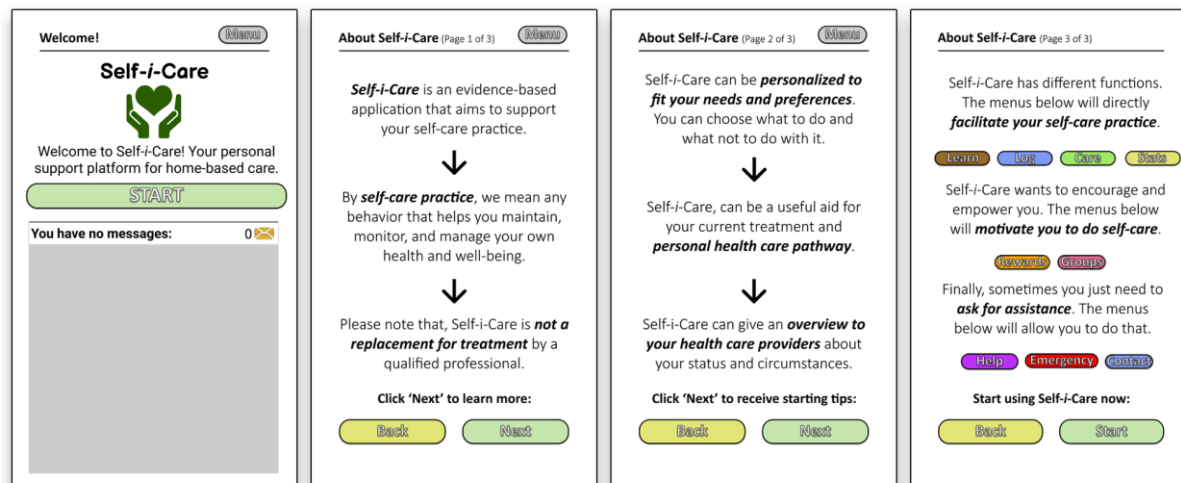 Welcome!
Menu
Self-i-Care
Welcome to Self-i-Care! Your personal
support platform for home-based care.
START
You have no messages:
0
About Self-i-Care (Page 1 of 3)
Menu
Self-i-Care is an evidence-based
application that aims to support
your self-care practice.
By self-care practice, we mean any
behavior that helps you maintain,
monitor, and manage your own
health and well-being.
Please note that, Self-i-Care is not a
replacement for treatment by a
qualified professional.
Click ‘Next’ to learn more:
Back
Next
About Self-i-Care (Page 2 of 3)
Menu
Self-i-Care can be personalized to
fit your needs and preferences.
You can choose what to do and
what not to do with it.
Self-i-Care, can be a useful aid for
your current treatment and
personal health care pathway.
Self-i-Care can give an overview to
your health care providers about
your status and circumstances.
Click ‘Next’ to receive starting tips:
Back
Next
About Self-i-Care (Page 3 of 3)
Self-i-Care has different functions.
The menus below will directly
facilitate your self-care practice.
Learn
Log
Care
Stats
Self-i-Care wants to encourage and
empower you. The menus below
will motivate you to do self-care.
Rewards
Groups
Finally, sometimes you just need to
ask for assistance. The menus
below will allow you to do that.
Help
Emergency
Contact
Start using Self-i-Care now:
Back
Start